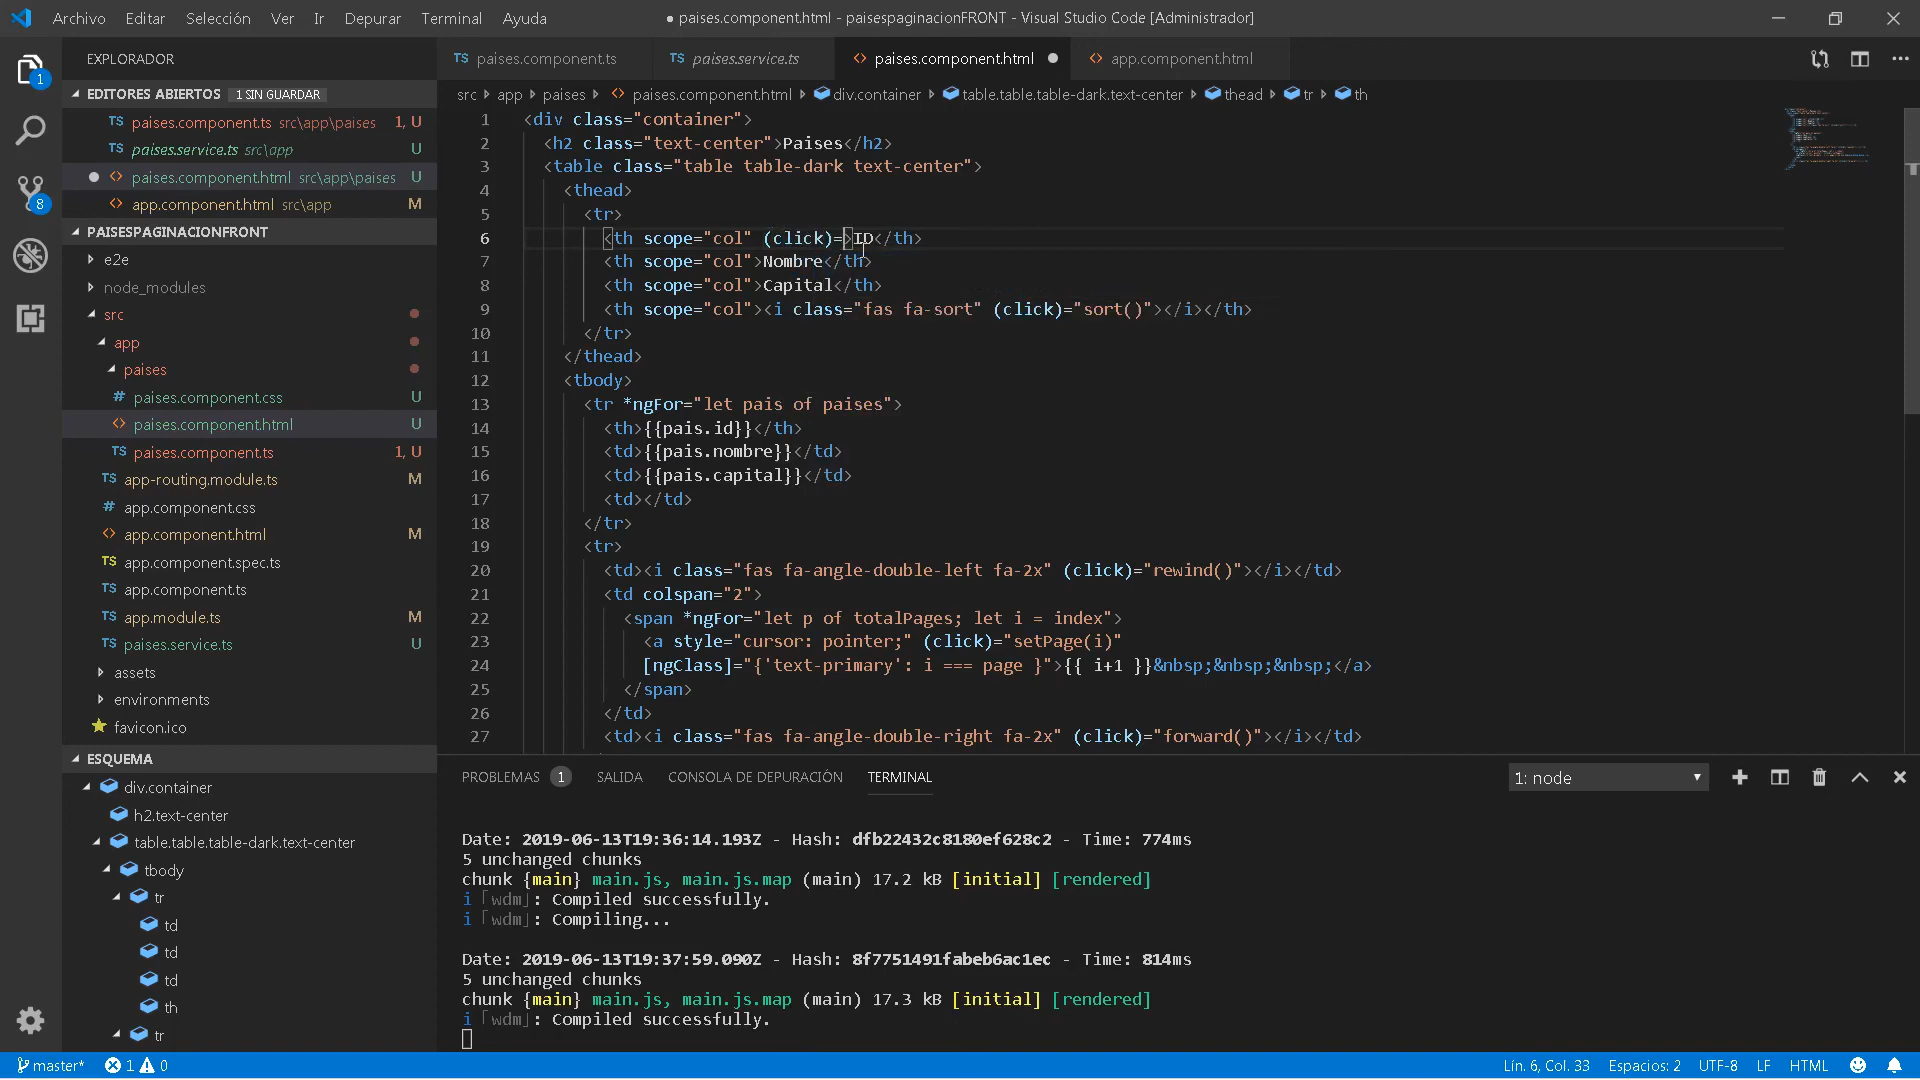 Archivo Editar Selección Ver Ir Depurar Terminal Ayuda
● paises.component.html - paisespaginacionFRONT - Visual Studio Code [Administrador]
EXPLORADOR
TS paises.component.ts
TS paises.service.ts
<> paises.component.html ●
<> app.component.html
1
8
EDITORES ABIERTOS 1 SIN GUARDAR
TS paises.component.ts src\app\paises 1, U
TS paises.service.ts src\app U
● <> paises.component.html src\app\paises U
<> app.component.html src\app M
PAISESPAGINACIONFRONT
e2e
node_modules
src
app
paises
# paises.component.css U
<> paises.component.html U
TS paises.component.ts 1, U
TS app-routing.module.ts M
# app.component.css
<> app.component.html M
TS app.component.spec.ts
TS app.component.ts
TS app.module.ts M
TS paises.service.ts U
assets
environments
favicon.ico
ESQUEMA
div.container
h2.text-center
table.table.table-dark.text-center
tbody
tr
td
td
td
th
tr
src app paises <> paises.component.html div.container table.table.table-dark.text-center thead tr th
1 <div class="container">
2 <h2 class="text-center">Paises</h2>
3 <table class="table table-dark text-center">
4 <thead>
5 <tr>
6 <th scope="col" (click)=>ID</th>
7 <th scope="col">Nombre</th>
8 <th scope="col">Capital</th>
9 <th scope="col"><i class="fas fa-sort" (click)="sort()"></i></th>
10 </tr>
11 </thead>
12 <tbody>
13 <tr *ngFor="let pais of paises">
14 <th>{{pais.id}}</th>
15 <td>{{pais.nombre}}</td>
16 <td>{{pais.capital}}</td>
17 <td></td>
18 </tr>
19 <tr>
20 <td><i class="fas fa-angle-double-left fa-2x" (click)="rewind()"></i></td>
21 <td colspan="2">
22 <span *ngFor="let p of totalPages; let i = index">
23 <a style="cursor: pointer;" (click)="setPage(i)"
24 [ngClass]="{'text-primary': i === page }">{{ i+1 }}&nbsp;&nbsp;&nbsp;</a>
25 </span>
26 </td>
27 <td><i class="fas fa-angle-double-right fa-2x" (click)="forward()"></i></td>
PROBLEMAS 1 SALIDA CONSOLA DE DEPURACIÓN TERMINAL
1: node
Date: 2019-06-13T19:36:14.193Z - Hash: dfb22432c8180ef628c2 - Time: 774ms
5 unchanged chunks
chunk {main} main.js, main.js.map (main) 17.2 kB [initial] [rendered]
i ｢wdm｣: Compiled successfully.
i ｢wdm｣: Compiling...
Date: 2019-06-13T19:37:59.090Z - Hash: 8f7751491fabeb6ac1ec - Time: 814ms
5 unchanged chunks
chunk {main} main.js, main.js.map (main) 17.3 kB [initial] [rendered]
i ｢wdm｣: Compiled successfully.
master* 1 0
Lín. 6, Col. 33 Espacios: 2 UTF-8 LF HTML